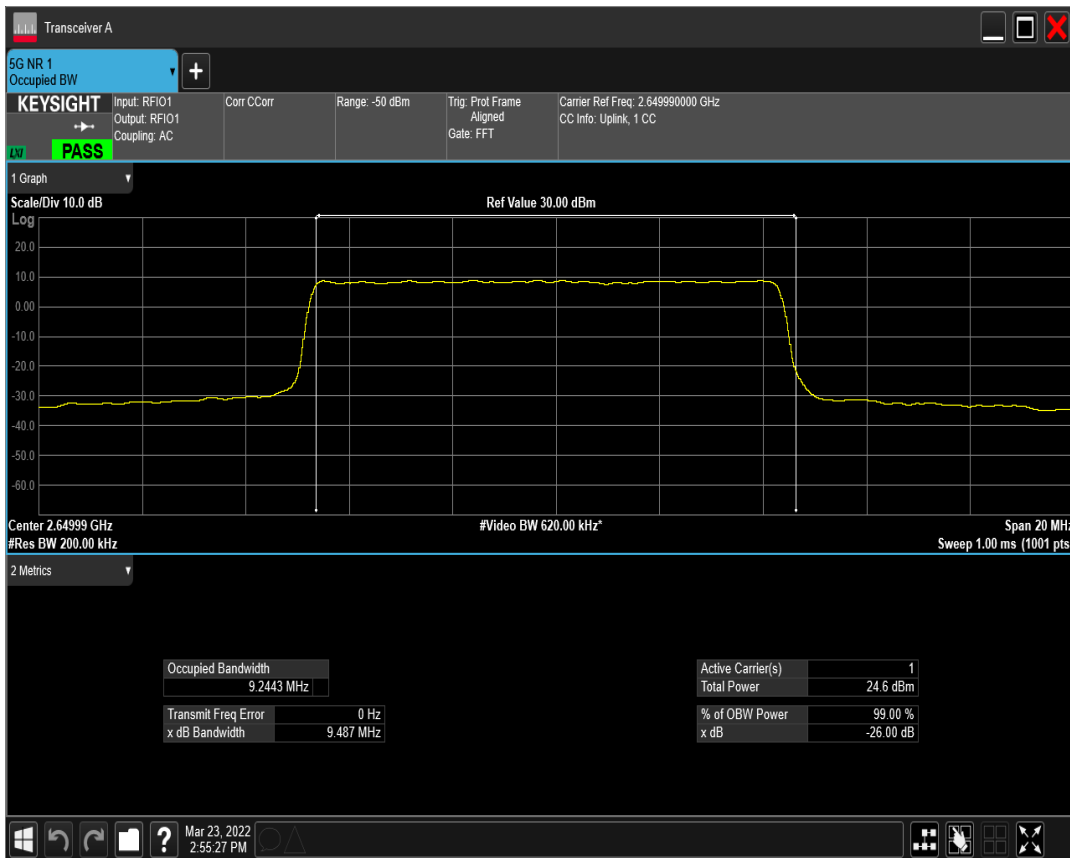 Transceiver A
5G NR 1
Occupied BW
+
KEYSIGHT
LXI
PASS
Input: RFIO1
Output: RFIO1
Coupling: AC
Corr CCorr
Range: -50 dBm
Trig: Prot Frame
Aligned
Gate: FFT
Carrier Ref Freq: 2.649990000 GHz
CC Info: Uplink, 1 CC
1 Graph
Scale/Div 10.0 dB
Ref Value 30.00 dBm
Log
20.0
10.0
0.00
-10.0
-20.0
-30.0
-40.0
-50.0
-60.0
Center 2.64999 GHz
#Video BW 620.00 kHz*
Span 20 MHz
#Res BW 200.00 kHz
Sweep 1.00 ms (1001 pts
2 Metrics
Occupied Bandwidth
9.2443 MHz
Transmit Freq Error 0 Hz
x dB Bandwidth 9.487 MHz
Active Carrier(s) 1
Total Power 24.6 dBm
% of OBW Power 99.00 %
x dB -26.00 dB
?
Mar 23, 2022
2:55:27 PM